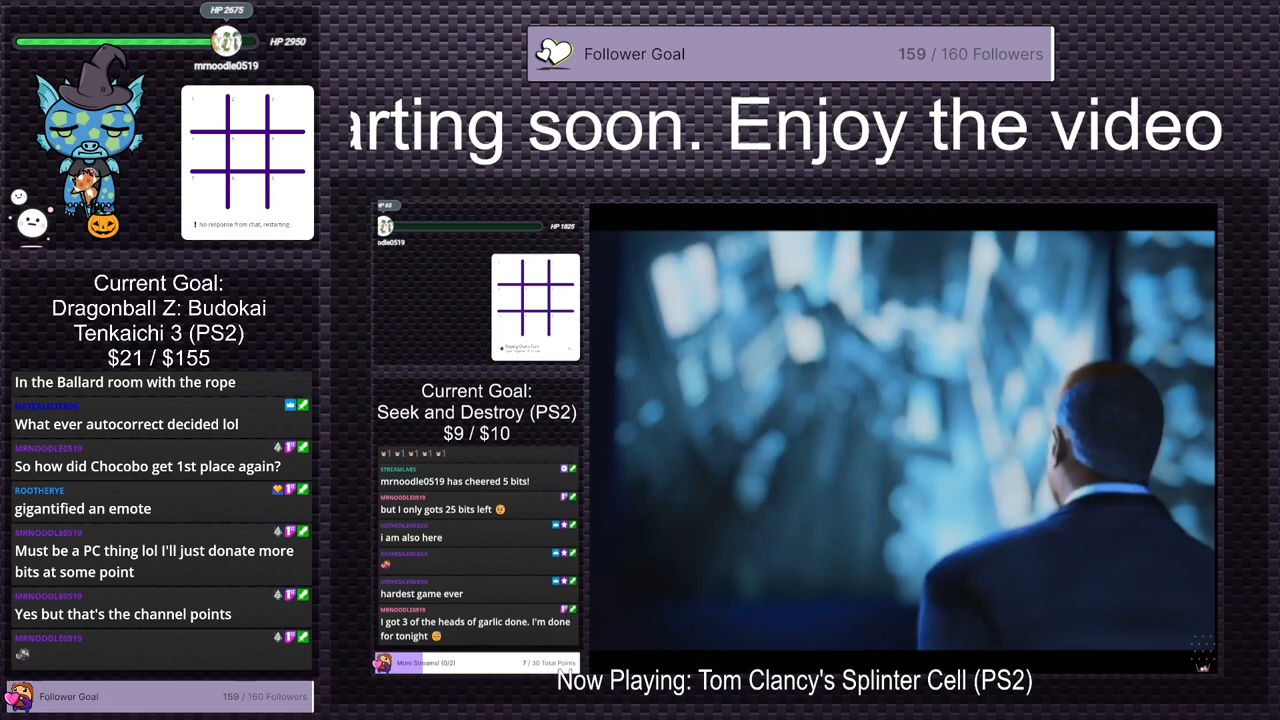 HP 2675
HP 2950
mrnoodle0519
! No response from chat, restarting.
Follower Goal
159 / 160 Followers
arting soon. Enjoy the video
Current Goal:
Dragonball Z: Budokai
Tenkaichi 3 (PS2)
$21 / $155
In the Ballard room with the rope
What ever autocorrect decided lol
MRNOODLE0519
So how did Chocobo get 1st place again?
ROOTHERYE
gigantified an emote
MRNOODLE0519
Must be a PC thing lol I'll just donate more
bits at some point
MRNOODLE0519
Yes but that's the channel points
MRNOODLE0519
Follower Goal
159 / 160 Followers
HP 65
HP 1825
odle0519
Current Goal:
Seek and Destroy (PS2)
$9 / $10
STREAMLABS
mrnoodle0519 has cheered 5 bits!
MRNOODLE0519
but I only gots 25 bits left
i am also here
hardest game ever
MRNOODLE0519
I got 3 of the heads of garlic done. I'm done
for tonight
More Streams! (0/2)
7 / 30 Total Points
Now Playing: Tom Clancy's Splinter Cell (PS2)